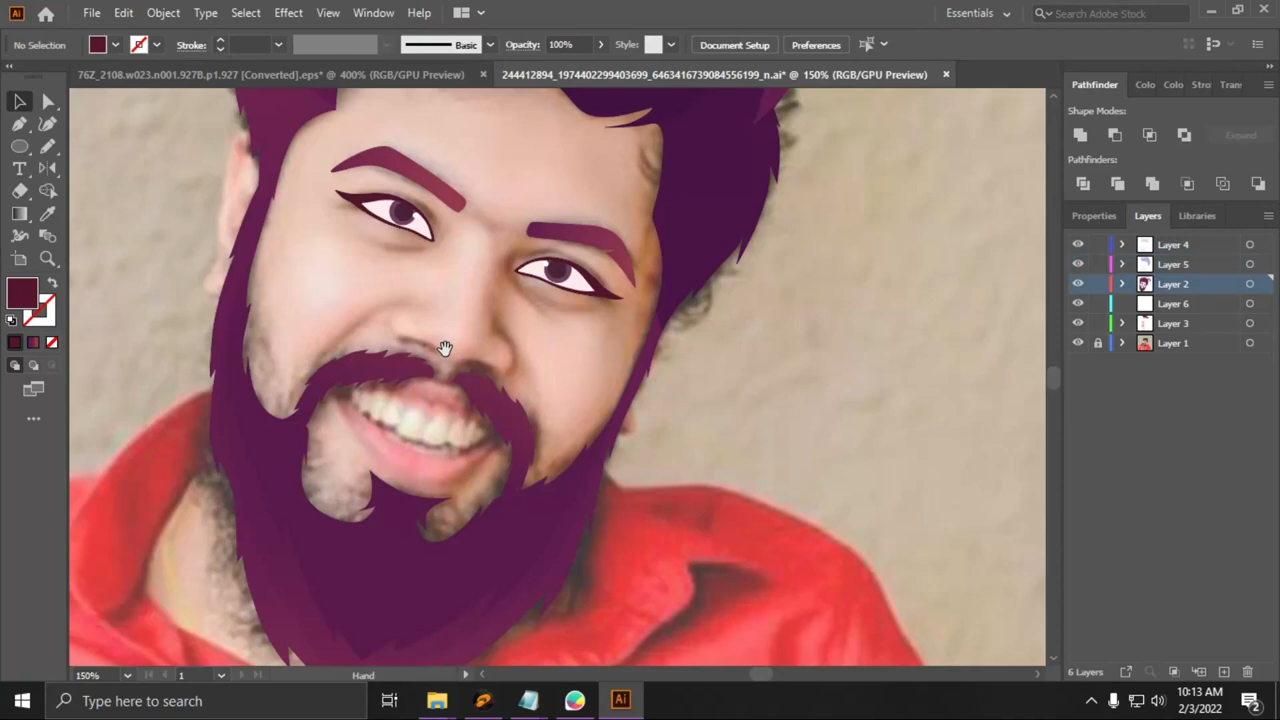 Ai File Edit Object Type Select Effect View Window Help Essentials Search Adobe Stock
No Selection Stroke: Basic Opacity: 100% Style: Document Setup Preferences
76Z_2108.w023.n001.927B.p1.927 [Converted].eps* @ 400% (RGB/GPU Preview) × 244412894_1974402299403699_6463416739084556199_n.ai* @ 150% (RGB/GPU Preview) ×
Pathfinder Colo Colo Stro Tran
Shape Modes:
Expand
Pathfinders:
Properties Layers Libraries
Layer 4
Layer 5
Layer 2
Layer 6
Layer 3
Layer 1
150% 1 Hand 6 Layers
Type here to search Ai 10:13 AM
2/3/2022 2